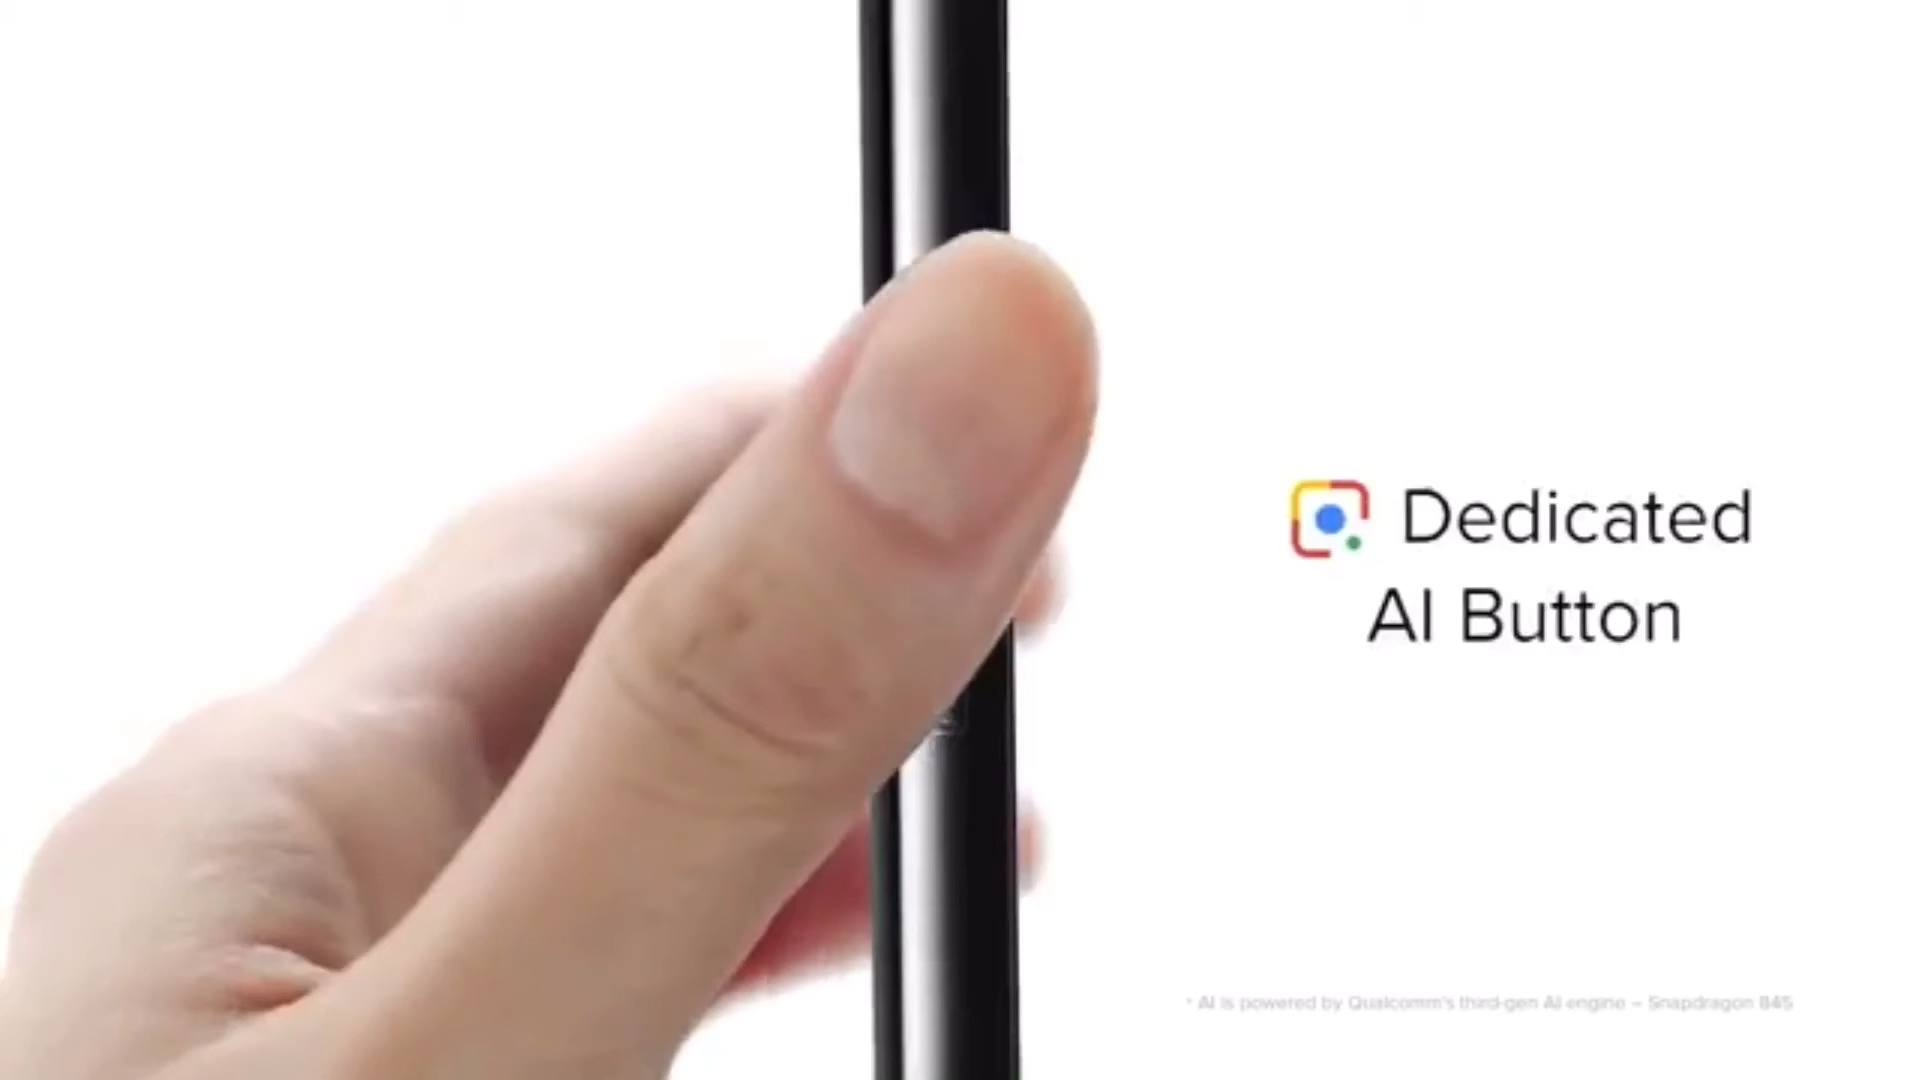 Dedicated
AI Button
* AI is powered by Qualcomm's third-gen AI engine – Snapdragon 845